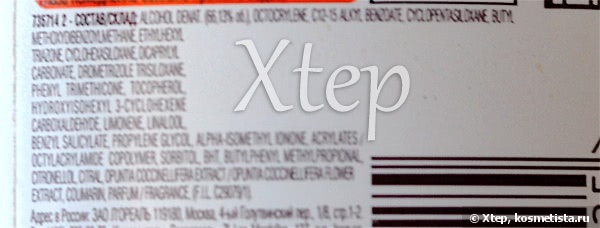 735714 2 - СОСТАВ/СКЛАД: ALCOHOL DENAT. (66,13% об.), OCTOCRYLENE, C12-15 ALKYL BENZOATE, CYCLOPENTASILOXANE, BUTYL
METHOXYDIBENZOYLMETHANE, ETHYLHEXYL
TRIAZONE, CYCLOHEXASILOXANE, DICAPRYLYL
CARBONATE, DROMETRIZOLE TRISILOXANE,
PHENYL TRIMETHICONE, TOCOPHEROL,
HYDROXYISOHEXYL 3-CYCLOHEXENE
CARBOXALDEHYDE, LIMONENE, LINALOOL,
BENZYL SALICYLATE, PROPYLENE GLYCOL, ALPHA-ISOMETHYL IONONE, ACRYLATES /
OCTYLACRYLAMIDE COPOLYMER, SORBITOL, BHT, BUTYLPHENYL METHYLPROPIONAL,
CITRONELLOL, CITRAL, OPUNTIA COCCINELLIFERA EXTRACT / OPUNTIA COCCINELLIFERA FLOWER
EXTRACT, COUMARIN, PARFUM / FRAGRANCE. (F.I.L. C29079/1).
Адрес в России: ЗАО Л'ОРЕАЛЬ 119180, Москва, 4-ый Голутвинский пер., 1/8, стр.1-2.
Xtep
© Xtep, kosmetista.ru